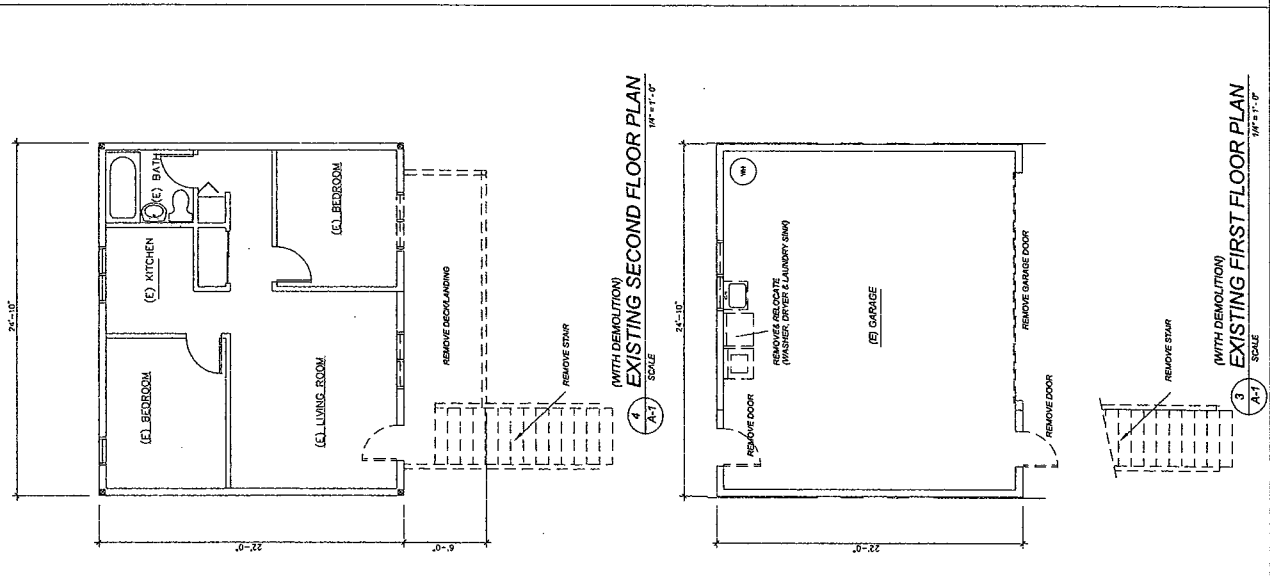 24'-10"
(E) BATH
(E) KITCHEN
(E) BEDROOM
(E) BEDROOM
(E) LIVING ROOM
22'-0"
6'-0"
REMOVE DECK/LANDING
REMOVE STAIR
(WITH DEMOLITION)
4
A-1
EXISTING SECOND FLOOR PLAN
SCALE
1/4" = 1'-0"
24'-10"
WH
REMOVE & RELOCATE
(WASHER, DRYER & LAUNDRY SINK)
REMOVE DOOR
(E) GARAGE
22'-0"
REMOVE GARAGE DOOR
REMOVE DOOR
REMOVE STAIR
(WITH DEMOLITION)
3
A-1
EXISTING FIRST FLOOR PLAN
SCALE
1/4" = 1'-0"